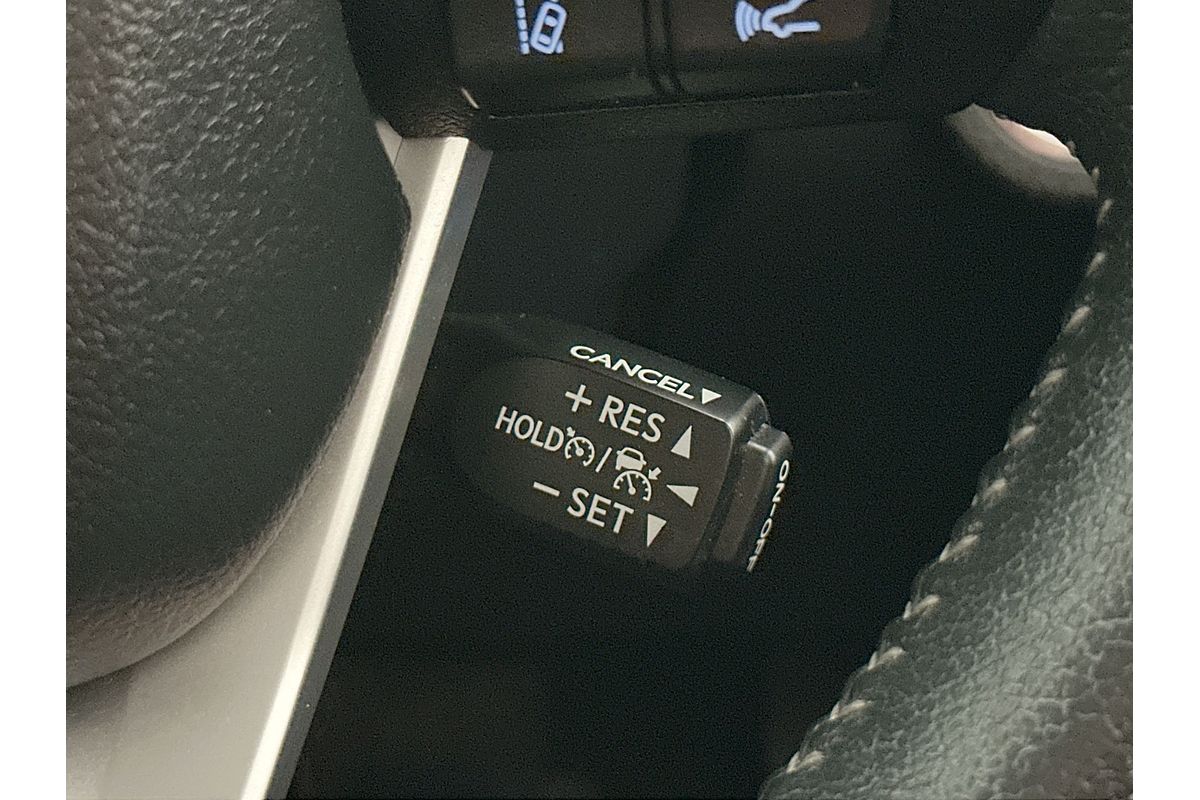 CANCEL▼
+ RES ▲
HOLD / ◀
− SET ▼
ON-OFF